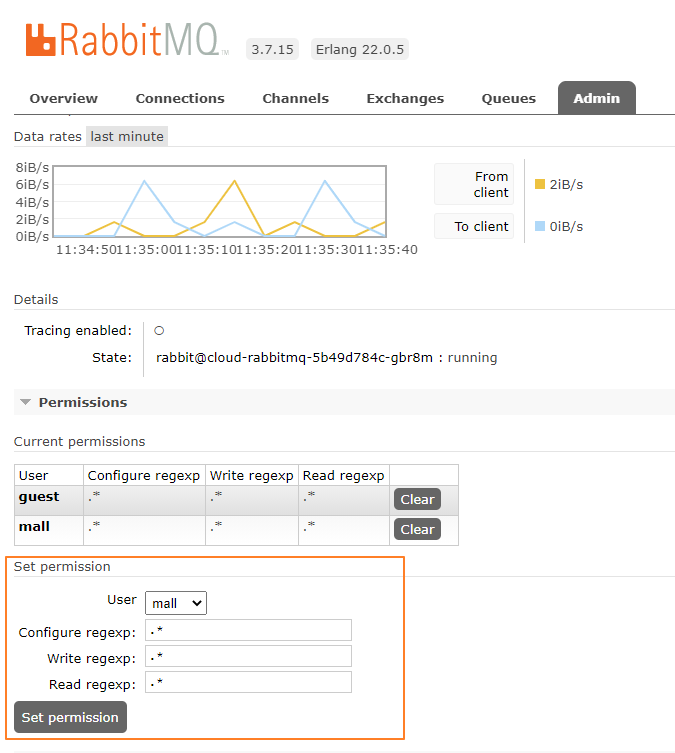 RabbitMQ TM 3.7.15 Erlang 22.0.5
Overview Connections Channels Exchanges Queues Admin
Data rates last minute
8iB/s
6iB/s
4iB/s
2iB/s
0iB/s
11:34:50 11:35:00 11:35:10 11:35:20 11:35:30 11:35:40
From client 2iB/s
To client 0iB/s
Details
Tracing enabled: ○
State: rabbit@cloud-rabbitmq-5b49d784c-gbr8m : running
Permissions
Current permissions
User Configure regexp Write regexp Read regexp
guest .* .* .* Clear
mall .* .* .* Clear
Set permission
User mall
Configure regexp: .*
Write regexp: .*
Read regexp: .*
Set permission